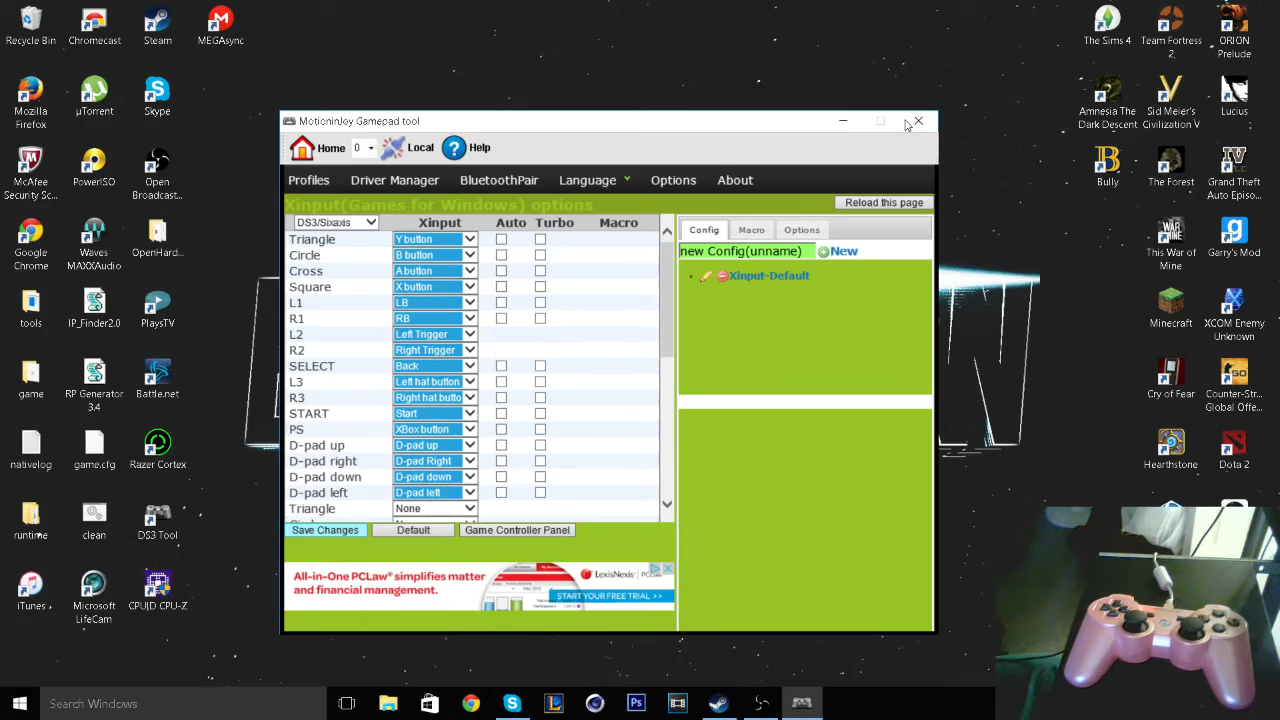 Recycle Bin
Chromecast
Steam
MEGAsync
Mozilla Firefox
µTorrent
Skype
McAfee Security Sc...
PowerISO
Open Broadcast...
Google Chrome
Waves MAXXAudio
Garry's Mod
tools
IP_Finder2.0
PlaysTV
game
RP Generator 3.4
Battle.net
nativelog
game.cfg
Razer Cortex
runtime
clean
DS3 Tool
iTunes
Microsoft LifeCam
CPUID CPU-Z
OpenHard...
The Sims 4
Team Fortress 2
ORION Prelude
Amnesia The Dark Descent
Sid Meier's Civilization V
Lucius
Bully
The Forest
Grand Theft Auto Episo...
This War of Mine
XCOM Enemy Unknown
Minecraft
Cry of Fear
Counter-Str... Global Offe...
Hearthstone
Dota 2
MotioninJoy Gamepad tool
Home 0 Local Help
Profiles Driver Manager BluetoothPair Language Options About
Xinput(Games for Windows) options
Reload this page
DS3/Sixaxis Xinput Auto Turbo Macro
Triangle Y button
Circle B button
Cross A button
Square X button
L1 LB
R1 RB
L2 Left Trigger
R2 Right Trigger
SELECT Back
L3 Left hat button
R3 Right hat butto
START Start
PS XBox button
D-pad up D-pad up
D-pad right D-pad Right
D-pad down D-pad down
D-pad left D-pad left
Triangle None
Save Changes Default Game Controller Panel
Config Macro Options
new Config(unname) New
Xinput-Default
All-in-One PCLaw® simplifies matter and financial management.
LexisNexis PCLaw
START YOUR FREE TRIAL >>
Search Windows